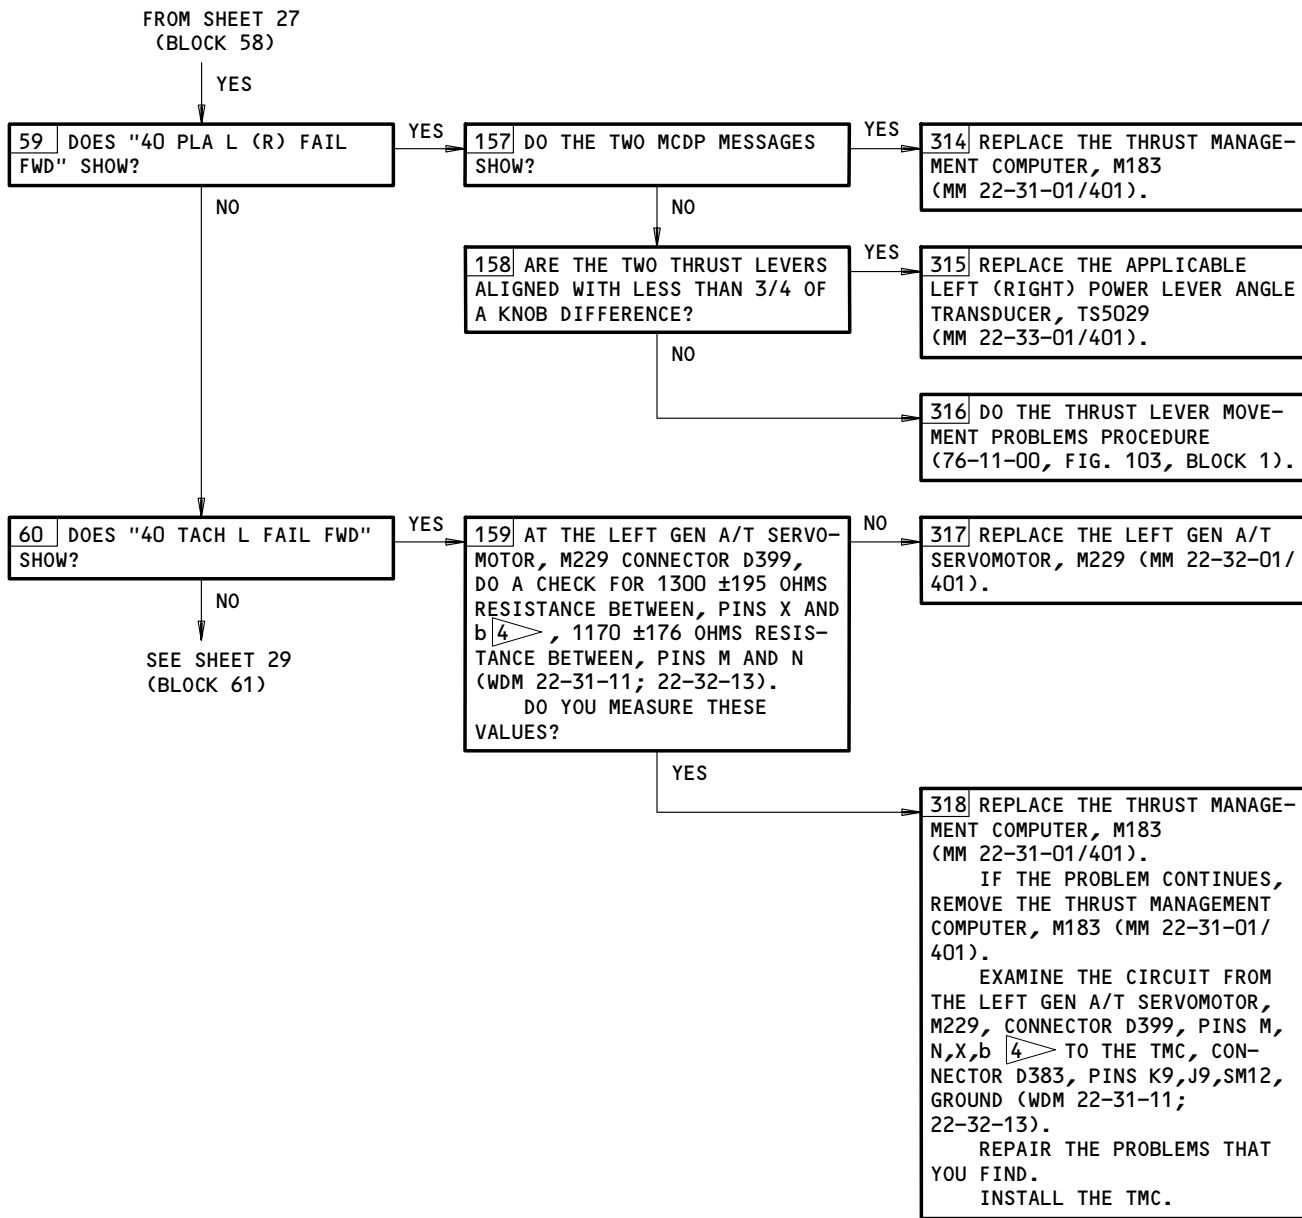 FROM SHEET 27
(BLOCK 58)
YES
59 DOES "40 PLA L (R) FAIL
FWD" SHOW?
YES
157 DO THE TWO MCDP MESSAGES
SHOW?
YES
314 REPLACE THE THRUST MANAGE-
MENT COMPUTER, M183
(MM 22-31-01/401).
NO
NO
158 ARE THE TWO THRUST LEVERS
ALIGNED WITH LESS THAN 3/4 OF
A KNOB DIFFERENCE?
YES
315 REPLACE THE APPLICABLE
LEFT (RIGHT) POWER LEVER ANGLE
TRANSDUCER, TS5029
(MM 22-33-01/401).
NO
316 DO THE THRUST LEVER MOVE-
MENT PROBLEMS PROCEDURE
(76-11-00, FIG. 103, BLOCK 1).
60 DOES "40 TACH L FAIL FWD"
SHOW?
YES
159 AT THE LEFT GEN A/T SERVO-
MOTOR, M229 CONNECTOR D399,
DO A CHECK FOR 1300 ±195 OHMS
RESISTANCE BETWEEN, PINS X AND
b 4 , 1170 ±176 OHMS RESIS-
TANCE BETWEEN, PINS M AND N
(WDM 22-31-11; 22-32-13).
DO YOU MEASURE THESE
VALUES?
NO
317 REPLACE THE LEFT GEN A/T
SERVOMOTOR, M229 (MM 22-32-01/
401).
NO
SEE SHEET 29
(BLOCK 61)
YES
318 REPLACE THE THRUST MANAGE-
MENT COMPUTER, M183
(MM 22-31-01/401).
IF THE PROBLEM CONTINUES,
REMOVE THE THRUST MANAGEMENT
COMPUTER, M183 (MM 22-31-01/
401).
EXAMINE THE CIRCUIT FROM
THE LEFT GEN A/T SERVOMOTOR,
M229, CONNECTOR D399, PINS M,
N,X,b 4 TO THE TMC, CON-
NECTOR D383, PINS K9,J9,SM12,
GROUND (WDM 22-31-11;
22-32-13).
REPAIR THE PROBLEMS THAT
YOU FIND.
INSTALL THE TMC.